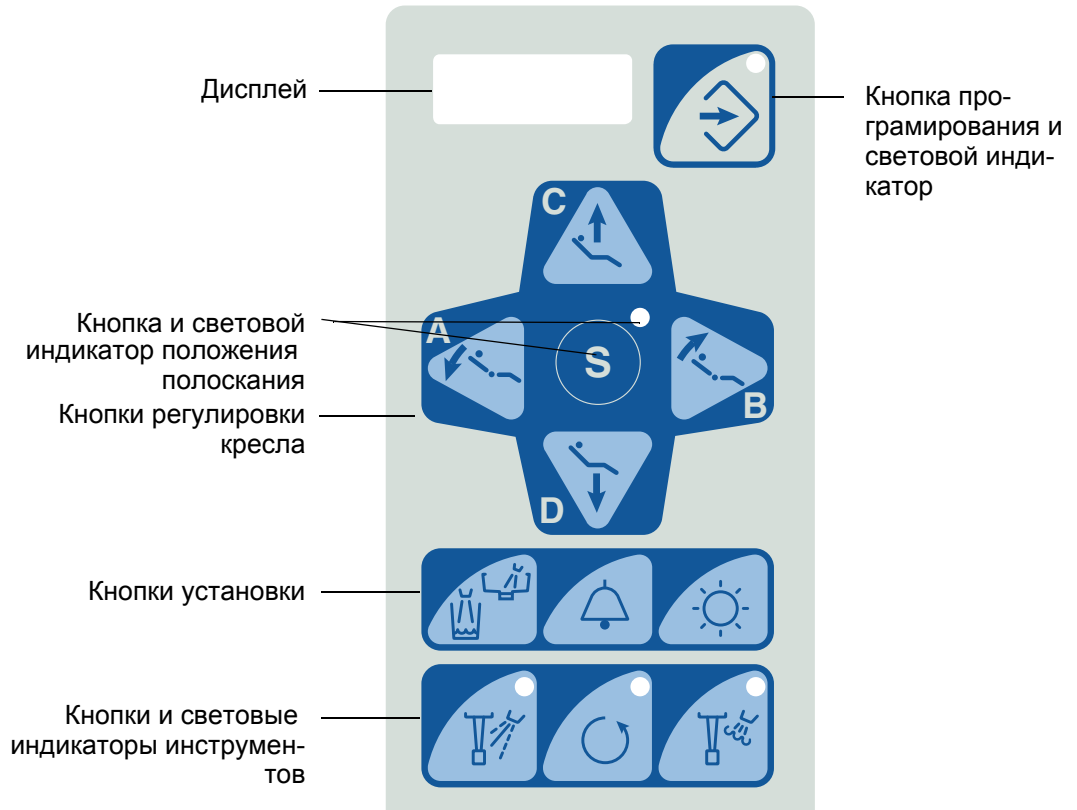 Дисплей
Кнопка про-
грамирования и
световой инди-
катор
C
Кнопка и световой
индикатор положения
полоскания
A
S
B
Кнопки регулировки
кресла
D
Кнопки установки
Кнопки и световые
индикаторы инструмен-
тов